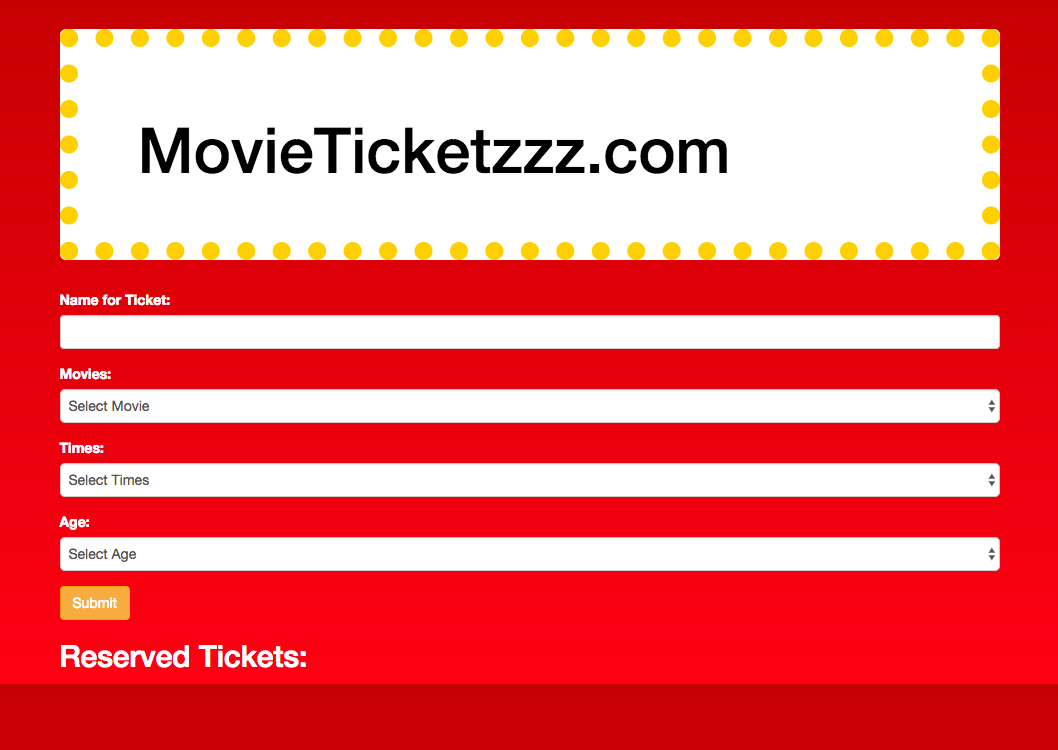 MovieTicketzzz.com
Name for Ticket:
Movies:
Select Movie
Times:
Select Times
Age:
Select Age
Submit
Reserved Tickets: